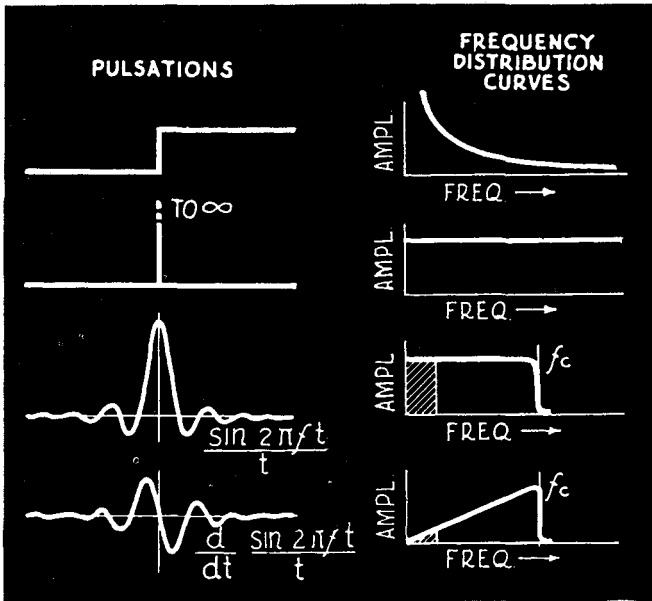 PULSATIONS
FREQUENCY
DISTRIBUTION
CURVES
AMPL.
FREQ. →
TO ∞
AMPL.
FREQ. →
sin 2πft
t
AMPL.
fc
FREQ. →
d
dt
sin 2πft
t
AMPL.
fc
FREQ. →